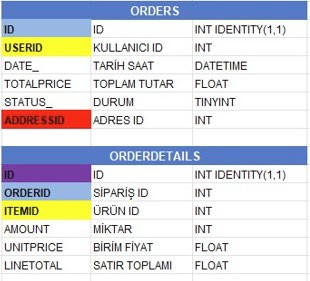 ORDERS
ID ID INT IDENTITY(1,1)
USERID KULLANICI ID INT
DATE_ TARİH SAAT DATETIME
TOTALPRICE TOPLAM TUTAR FLOAT
STATUS_ DURUM TINYINT
ADDRESSID ADRES ID INT
ORDERDETAILS
ID ID INT IDENTITY(1,1)
ORDERID SİPARİŞ ID INT
ITEMID ÜRÜN ID INT
AMOUNT MİKTAR INT
UNITPRICE BİRİM FİYAT FLOAT
LINETOTAL SATIR TOPLAMI FLOAT